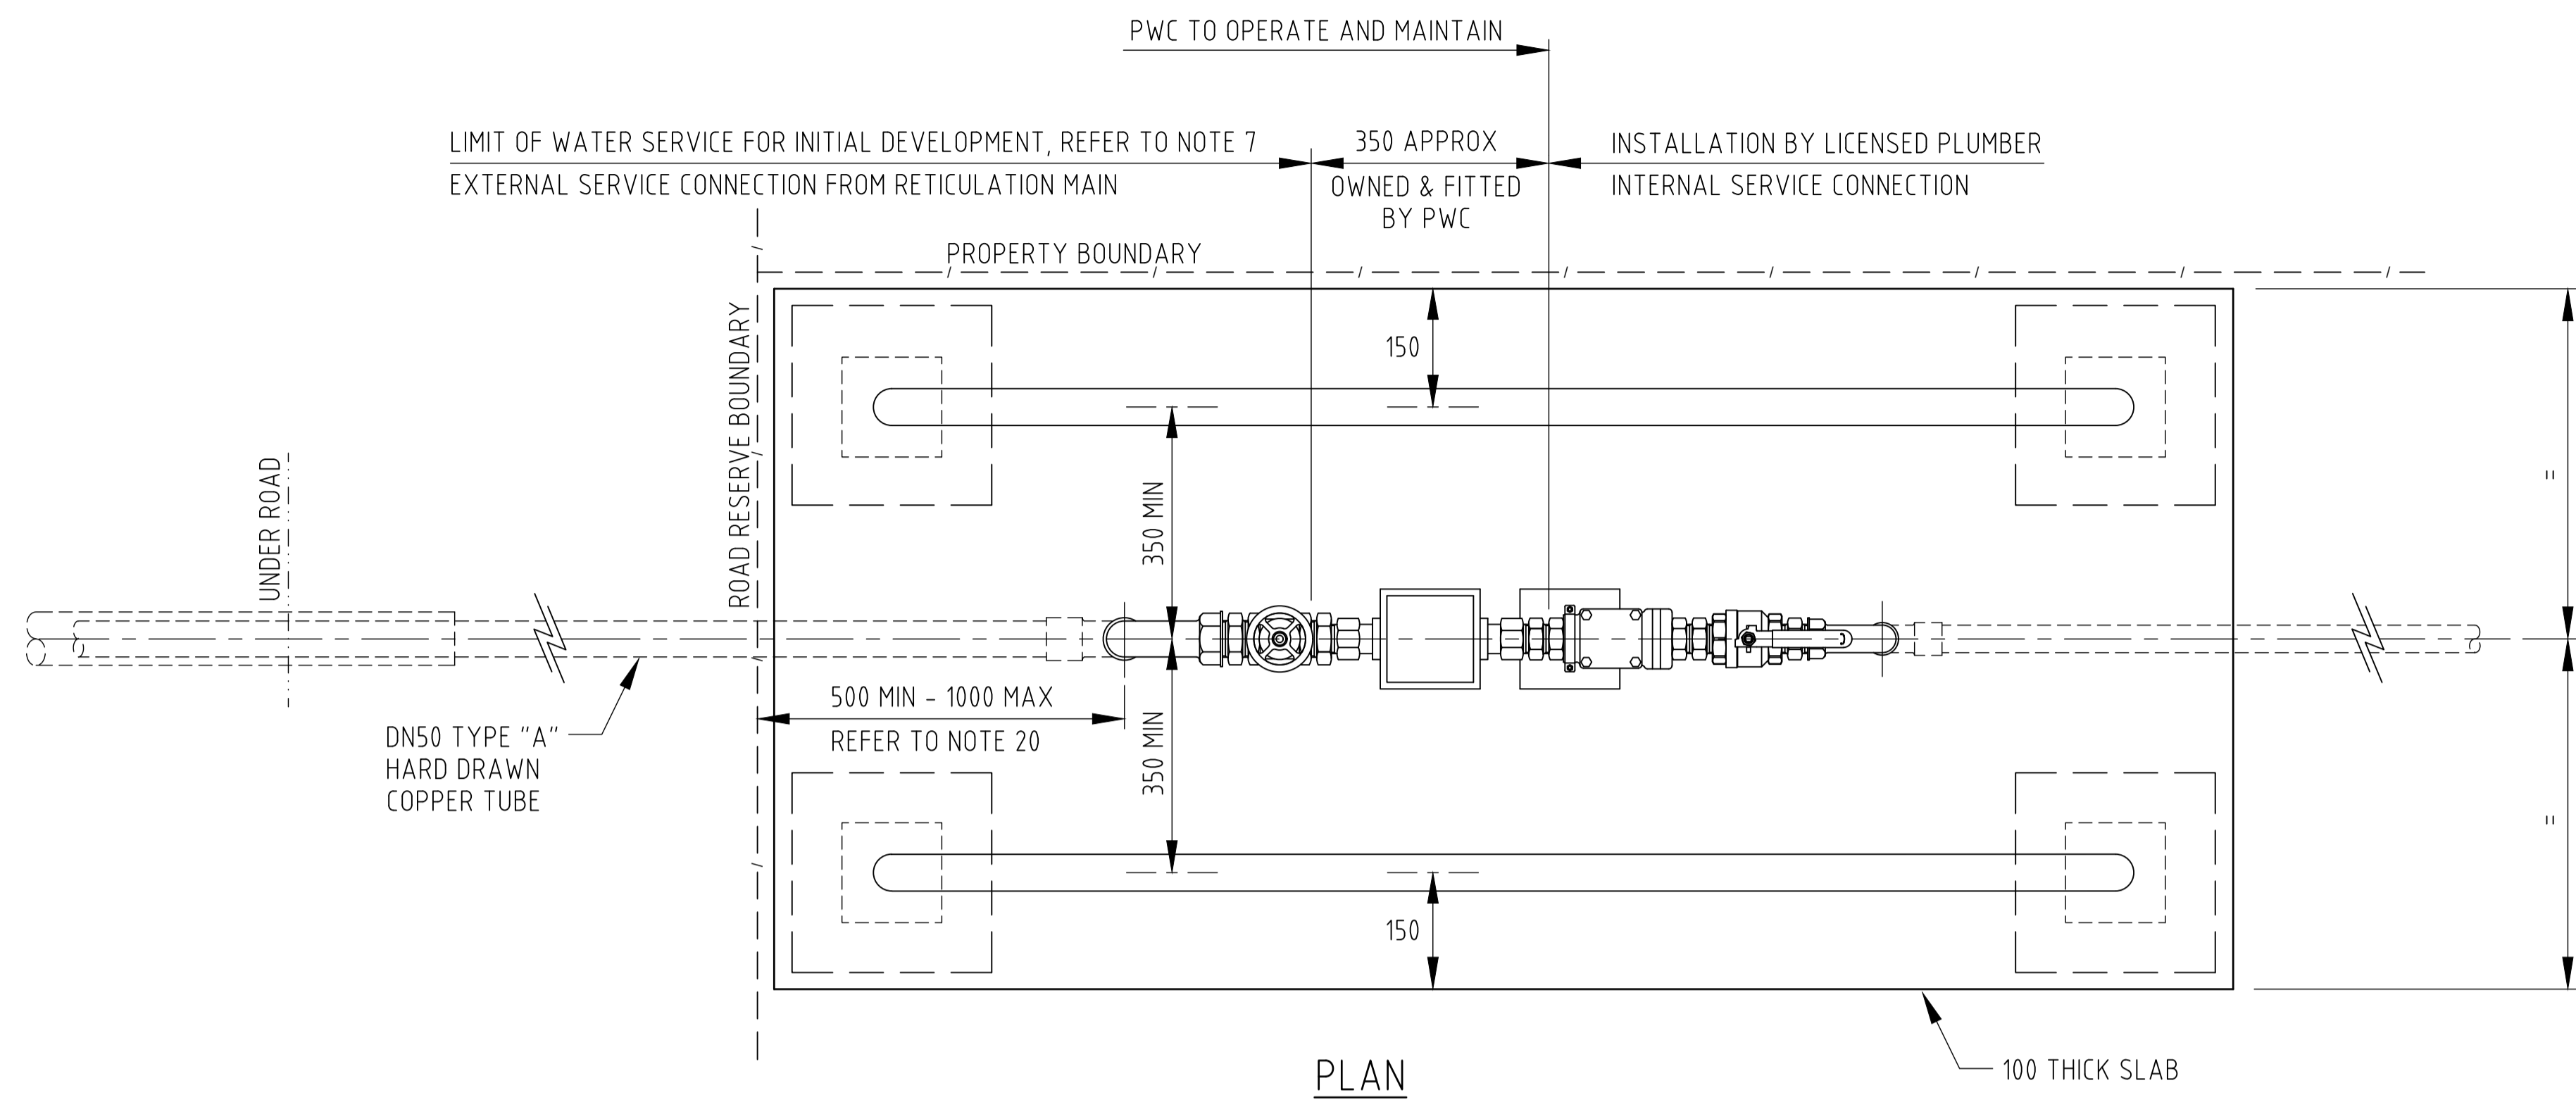 PWC TO OPERATE AND MAINTAIN
LIMIT OF WATER SERVICE FOR INITIAL DEVELOPMENT, REFER TO NOTE 7
EXTERNAL SERVICE CONNECTION FROM RETICULATION MAIN
350 APPROX
OWNED & FITTED
BY PWC
INSTALLATION BY LICENSED PLUMBER
INTERNAL SERVICE CONNECTION
PROPERTY BOUNDARY
ROAD RESERVE BOUNDARY
UNDER ROAD
150
350 MIN
=
500 MIN - 1000 MAX
REFER TO NOTE 20
350 MIN
=
DN50 TYPE "A"
HARD DRAWN
COPPER TUBE
150
100 THICK SLAB
PLAN